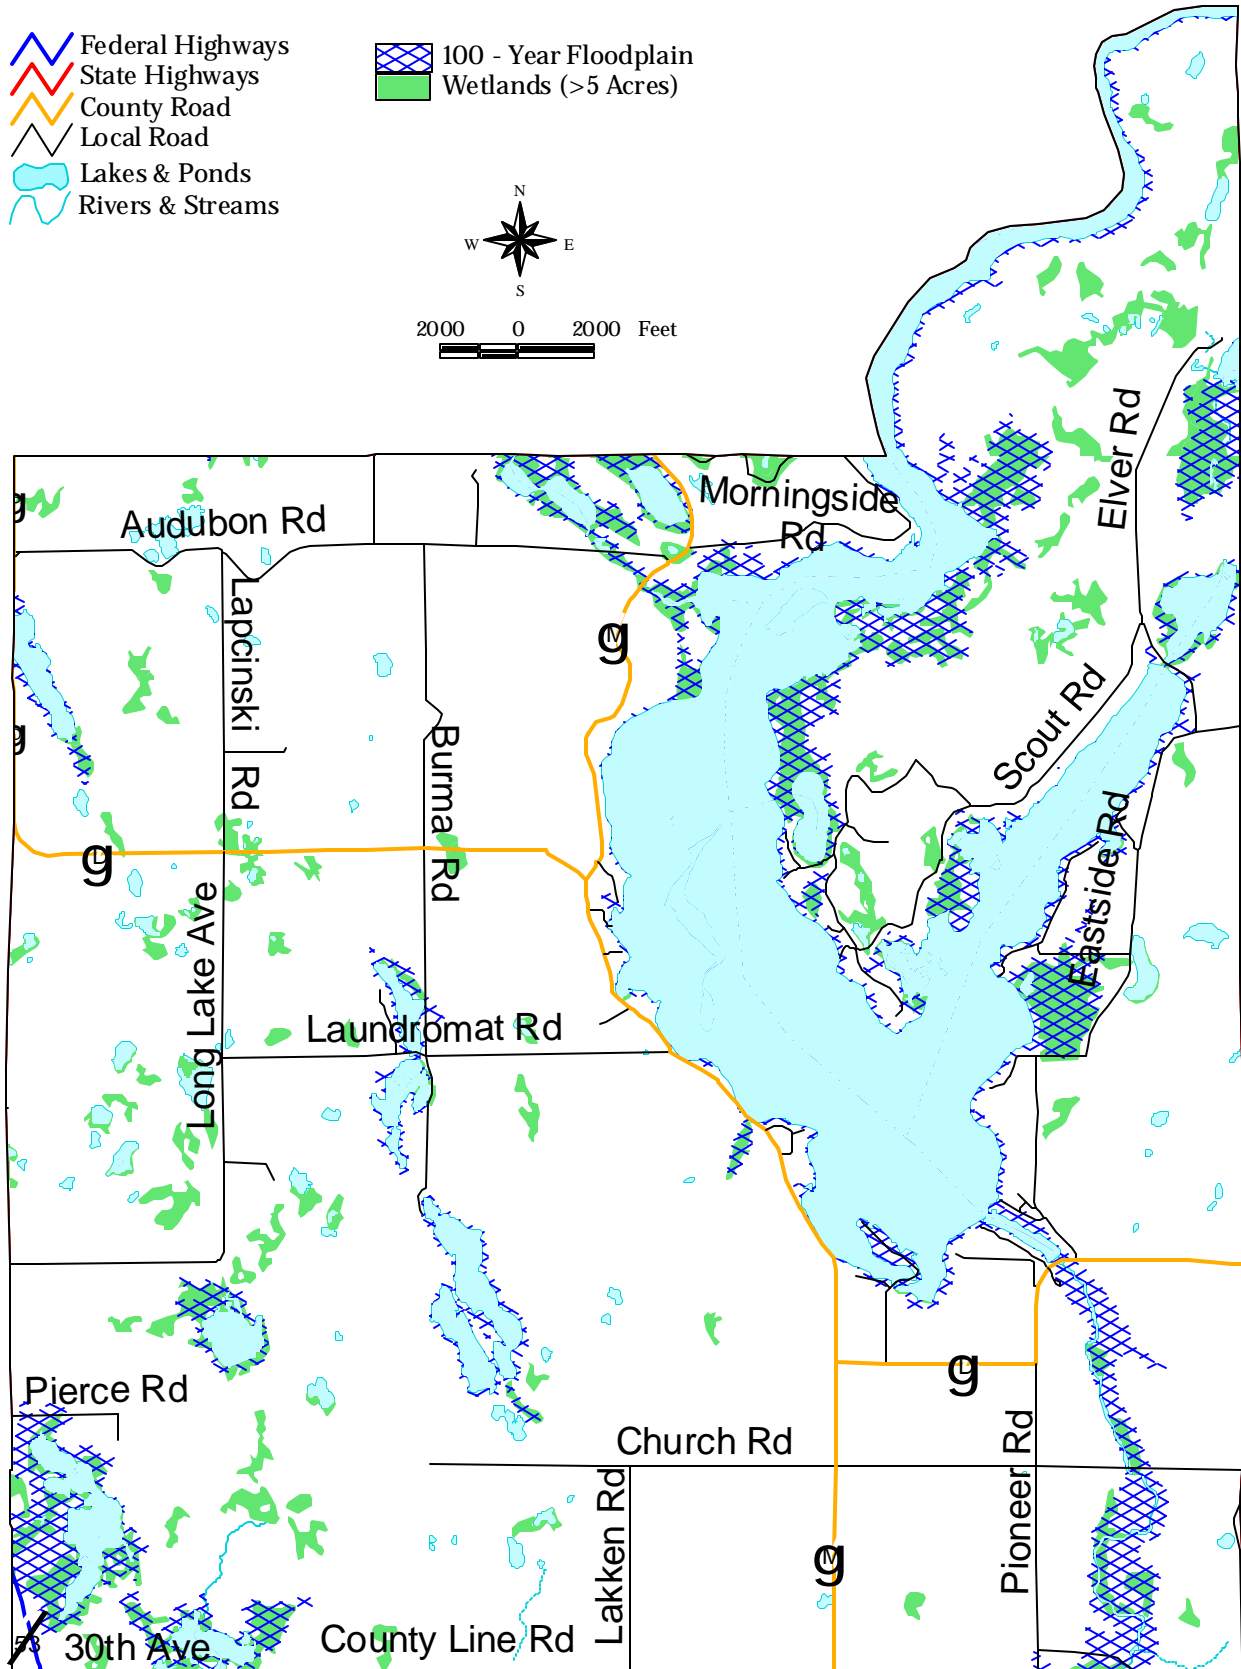 Federal Highways
State Highways
County Road
Local Road
Lakes & Ponds
Rivers & Streams
100 - Year Floodplain
Wetlands (>5 Acres)
N
W E
S
2000 0 2000 Feet
Elver Rd
Morningside
Rd
Audubon Rd
g
Lapcinski
Rd
g
M
g
Scout Rd
Burma Rd
Eastside Rd
g
Long Lake Ave
Laundromat Rd
g
L
Pierce Rd
Church Rd
Pioneer Rd
Lakken Rd
g
M
53
30th Ave
County Line Rd